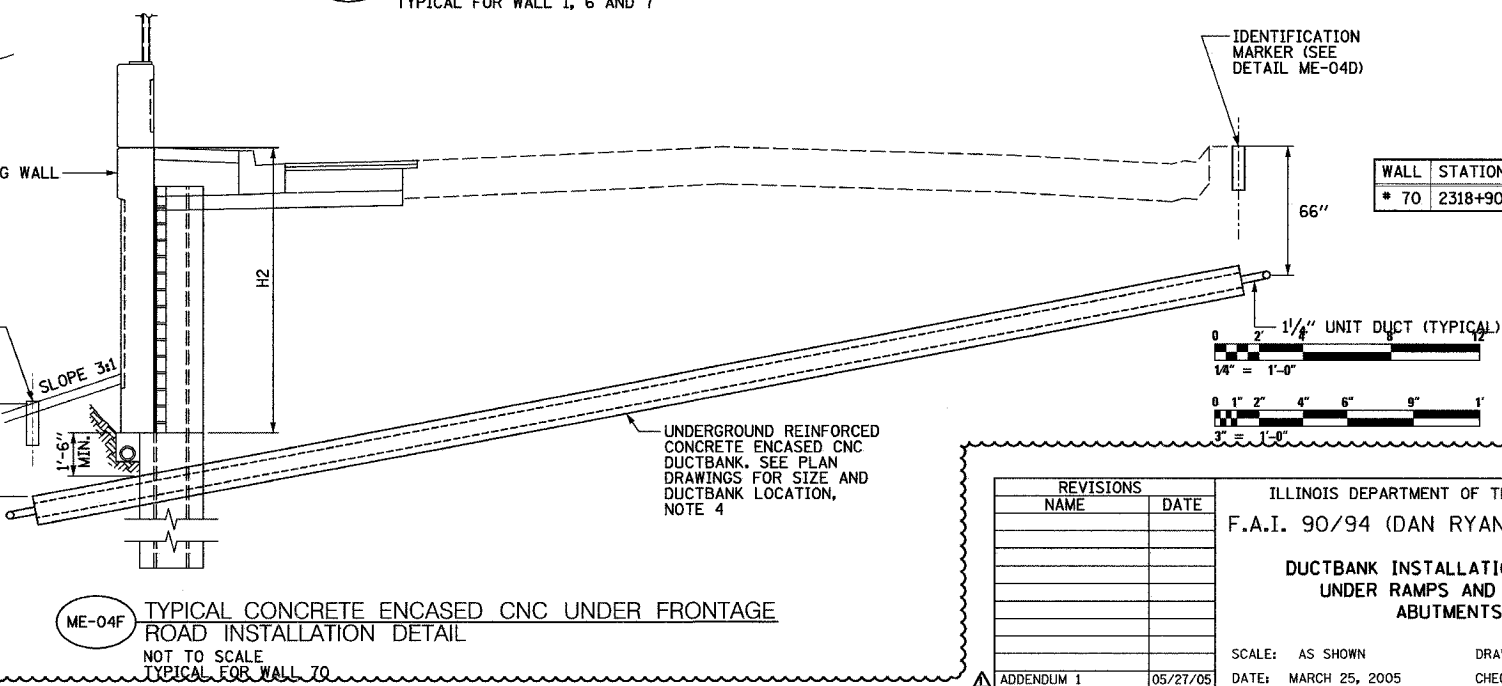 TYPICAL FOR WALL 1, 6 AND 7
IDENTIFICATION
MARKER (SEE
DETAIL ME-04D)
G WALL
WALL STATION
# 70 2318+90
66"
H2
1 1/4" UNIT DUCT (TYPICAL)
0 2' 4' 8' 12'
1/4" = 1'-0"
SLOPE 3:1
0 1" 2" 4" 6" 9" 1'
3" = 1'-0"
1'-6"
MIN.
UNDERGROUND REINFORCED
CONCRETE ENCASED CNC
DUCTBANK. SEE PLAN
DRAWINGS FOR SIZE AND
DUCTBANK LOCATION,
NOTE 4
REVISIONS
NAME DATE
ADDENDUM 1 05/27/05
ILLINOIS DEPARTMENT OF T
F.A.I. 90/94 (DAN RYAN
DUCTBANK INSTALLATI
UNDER RAMPS AND
ABUTMENTS
SCALE: AS SHOWN DRA
DATE: MARCH 25, 2005 CHEC
ME-04F
TYPICAL CONCRETE ENCASED CNC UNDER FRONTAGE
ROAD INSTALLATION DETAIL
NOT TO SCALE
TYPICAL FOR WALL 70